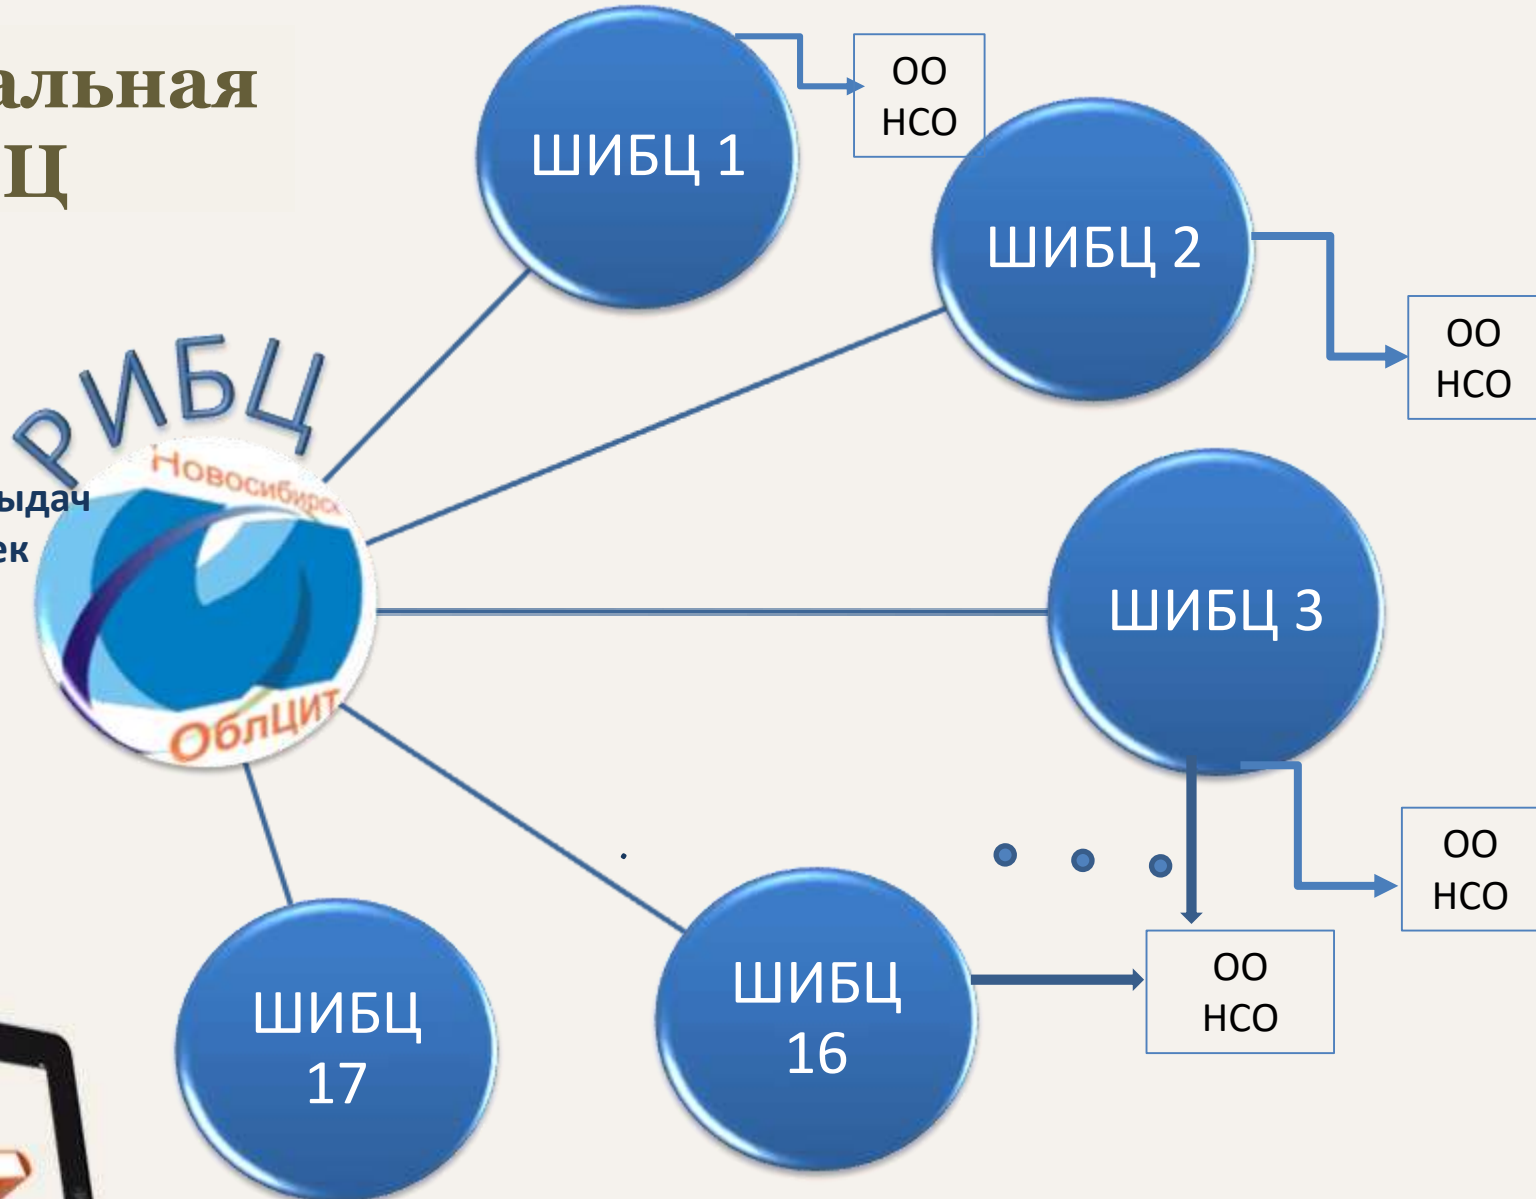 альная
Ц
ШИБЦ 1
ОО
НСО
ШИБЦ 2
ОО
НСО
РИБЦ
Новосибирск
ыдач
ек
ОблЦИТ
ШИБЦ 3
ОО
НСО
ШИБЦ
16
ОО
НСО
ШИБЦ
17